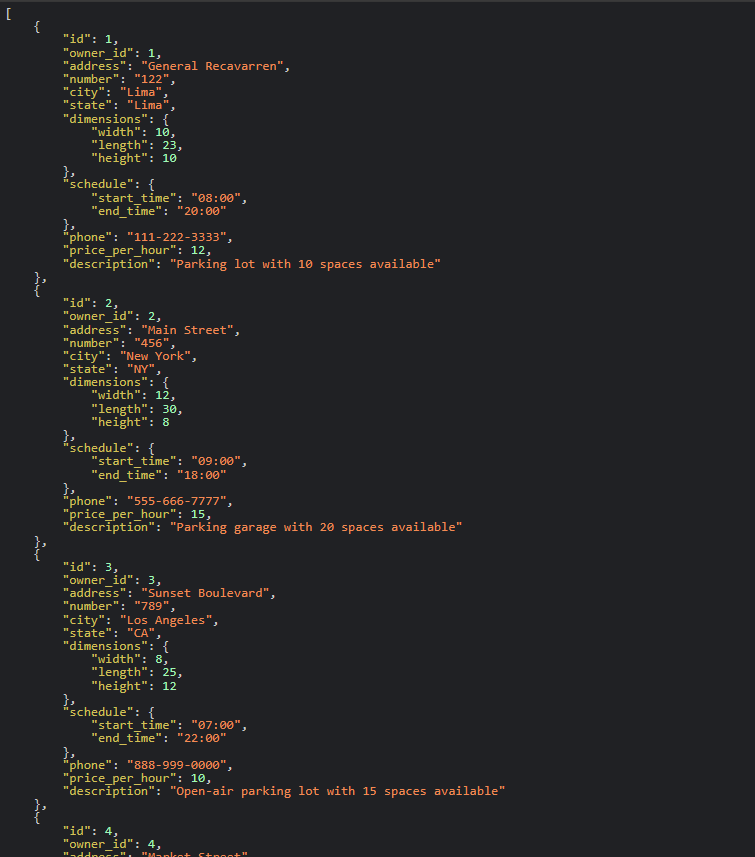 [
    {
        "id": 1,
        "owner_id": 1,
        "address": "General Recavarren",
        "number": "122",
        "city": "Lima",
        "state": "Lima",
        "dimensions": {
            "width": 10,
            "length": 23,
            "height": 10
        },
        "schedule": {
            "start_time": "08:00",
            "end_time": "20:00"
        },
        "phone": "111-222-3333",
        "price_per_hour": 12,
        "description": "Parking lot with 10 spaces available"
    },
    {
        "id": 2,
        "owner_id": 2,
        "address": "Main Street",
        "number": "456",
        "city": "New York",
        "state": "NY",
        "dimensions": {
            "width": 12,
            "length": 30,
            "height": 8
        },
        "schedule": {
            "start_time": "09:00",
            "end_time": "18:00"
        },
        "phone": "555-666-7777",
        "price_per_hour": 15,
        "description": "Parking garage with 20 spaces available"
    },
    {
        "id": 3,
        "owner_id": 3,
        "address": "Sunset Boulevard",
        "number": "789",
        "city": "Los Angeles",
        "state": "CA",
        "dimensions": {
            "width": 8,
            "length": 25,
            "height": 12
        },
        "schedule": {
            "start_time": "07:00",
            "end_time": "22:00"
        },
        "phone": "888-999-0000",
        "price_per_hour": 10,
        "description": "Open-air parking lot with 15 spaces available"
    },
    {
        "id": 4,
        "owner_id": 4,
        "address": "Market Street"